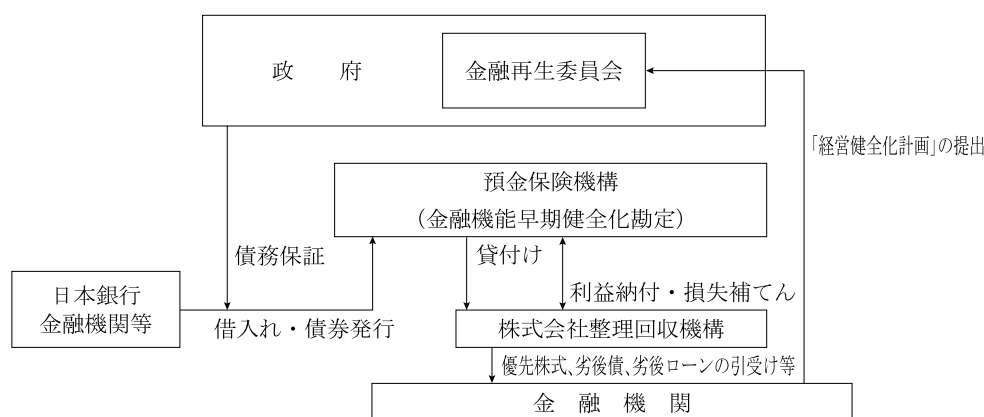 政　　府
金融再生委員会
「経営健全化計画」の提出
預金保険機構
（金融機能早期健全化勘定）
債務保証
貸付け
日本銀行
金融機関等
利益納付・損失補てん
借入れ・債券発行
株式会社整理回収機構
優先株式、劣後債、劣後ローンの引受け等
金　融　機　関